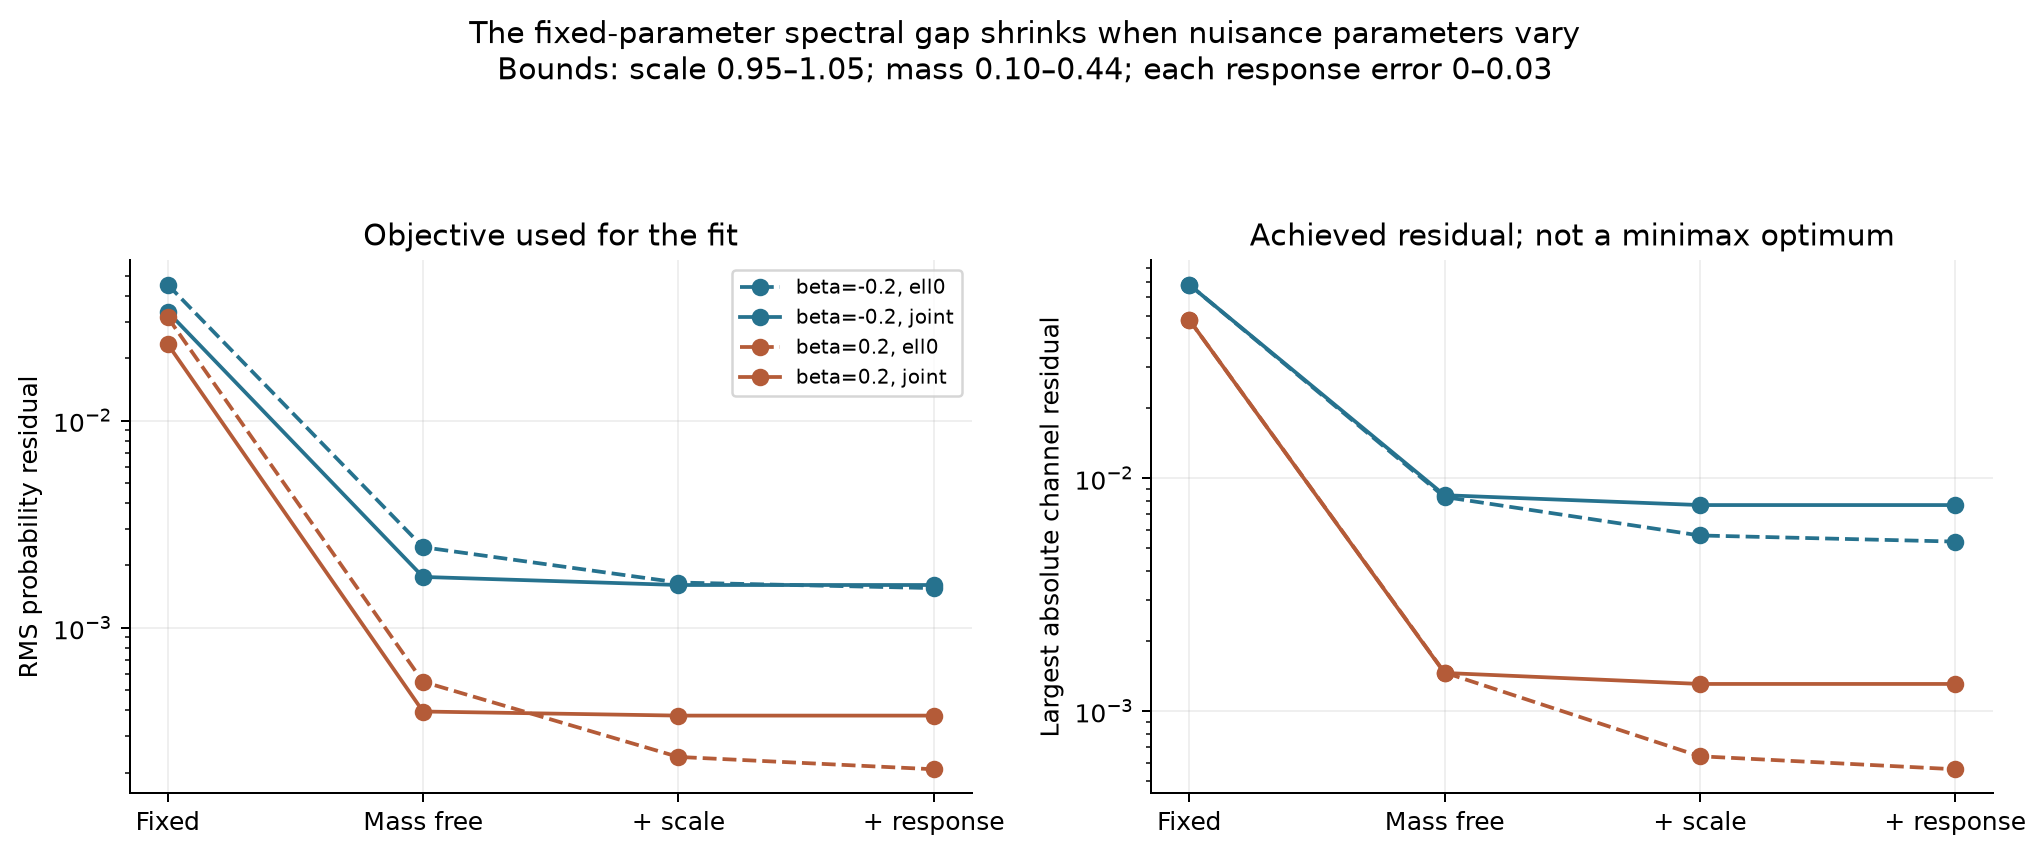 The fixed-parameter spectral gap shrinks when nuisance parameters vary
Bounds: scale 0.95–1.05; mass 0.10–0.44; each response error 0–0.03
Objective used for the fit
RMS probability residual
10⁻²
10⁻³
beta=-0.2, ell0
beta=-0.2, joint
beta=0.2, ell0
beta=0.2, joint
Fixed
Mass free
+ scale
+ response
Achieved residual; not a minimax optimum
Largest absolute channel residual
10⁻²
10⁻³
Fixed
Mass free
+ scale
+ response